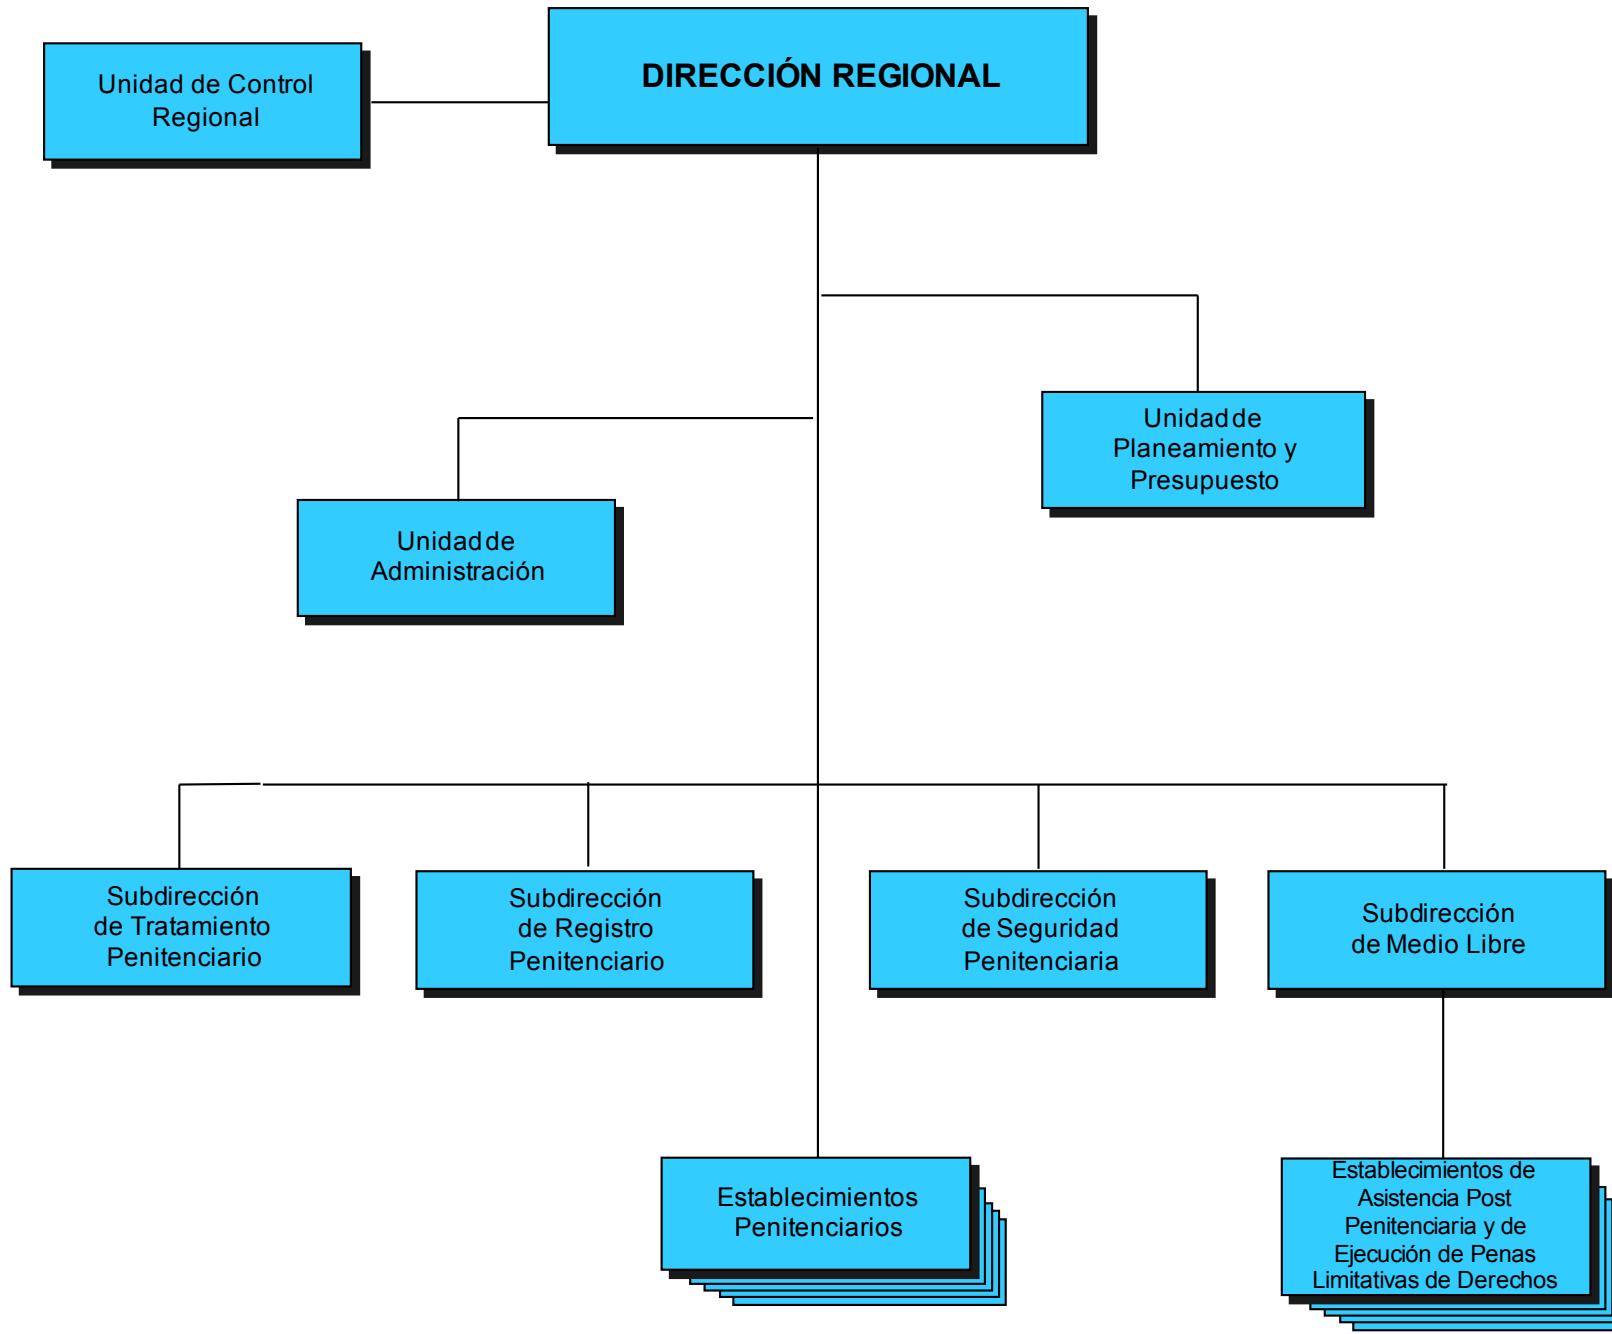 DIRECCIÓN REGIONAL
Unidad de Control
Regional
Unidad de
Planeamiento y
Presupuesto
Unidad de
Administración
Subdirección
de Tratamiento
Penitenciario
Subdirección
de Registro
Penitenciario
Subdirección
de Seguridad
Penitenciaria
Subdirección
de Medio Libre
Establecimientos
Penitenciarios
Establecimientos de
Asistencia Post
Penitenciaria y de
Ejecución de Penas
Limitativas de Derechos